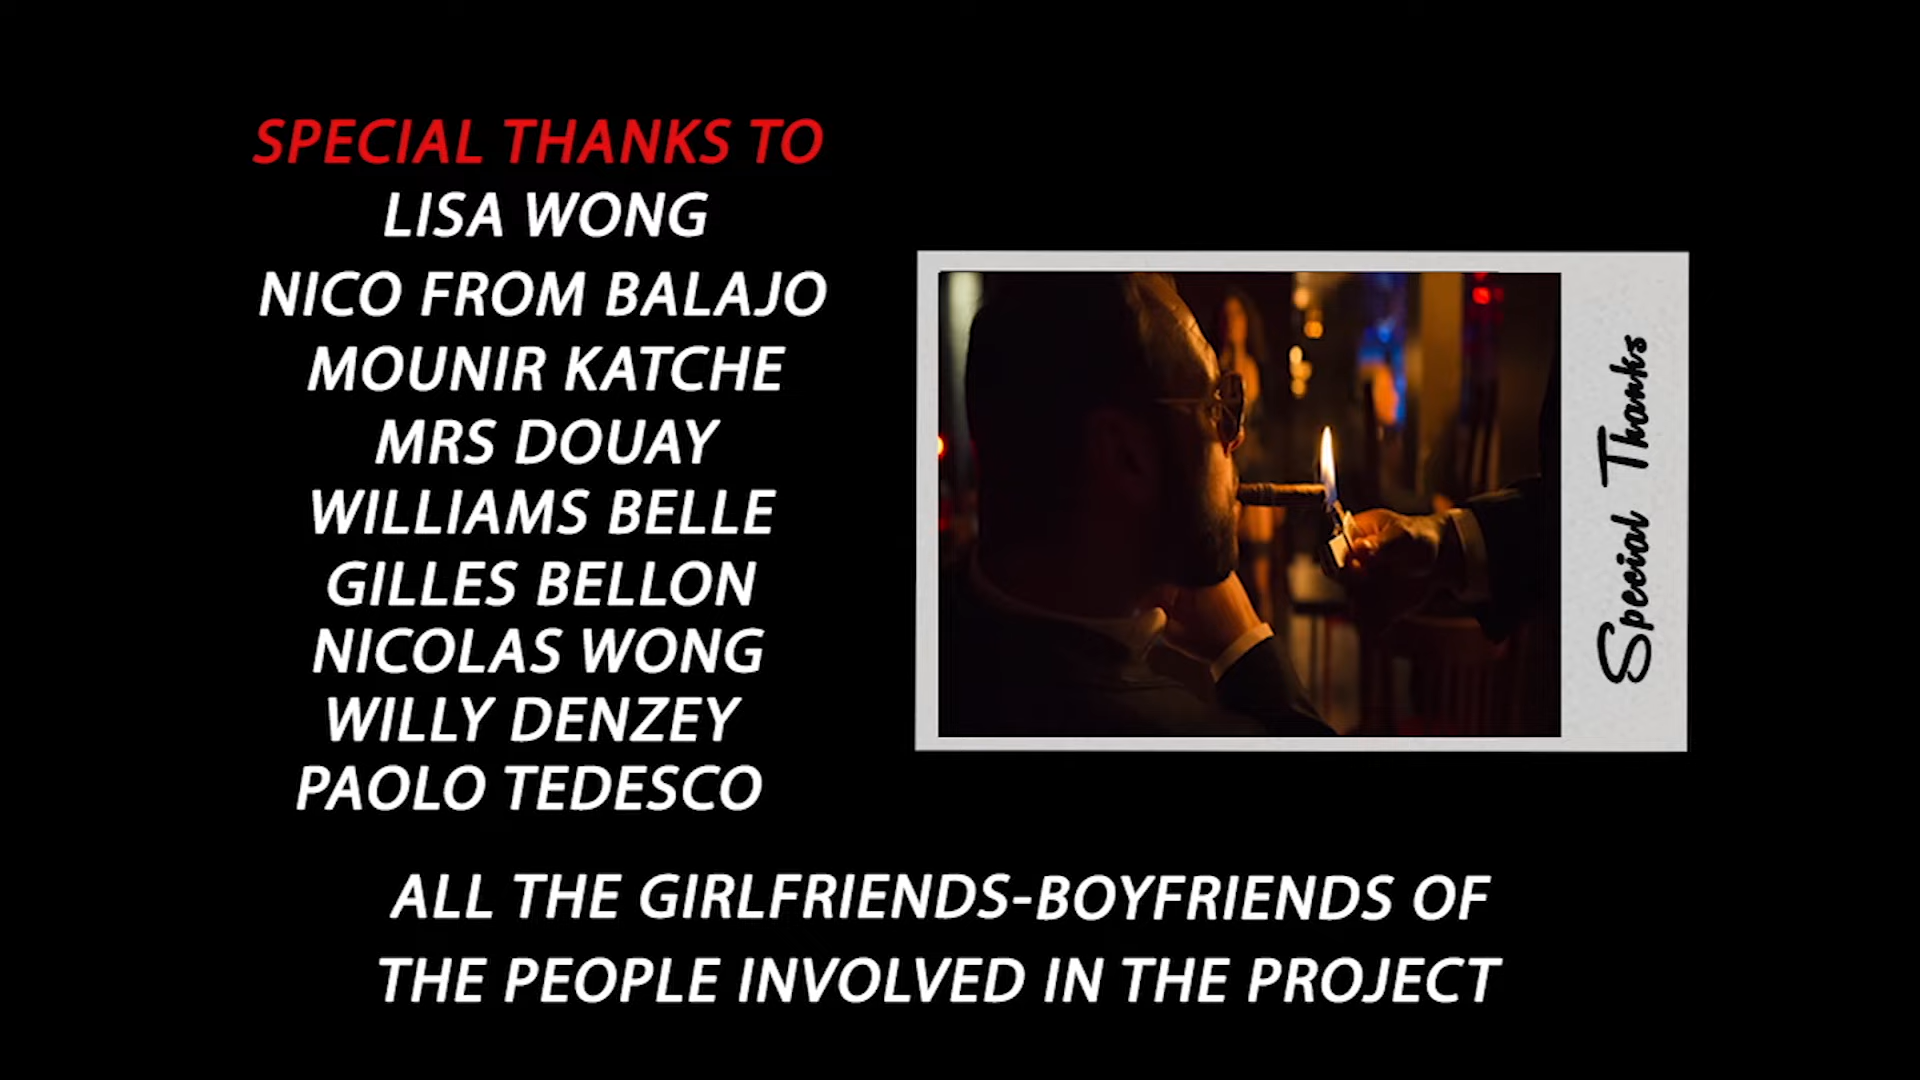 SPECIAL THANKS TO
LISA WONG
NICO FROM BALAJO
MOUNIR KATCHE
MRS DOUAY
WILLIAMS BELLE
GILLES BELLON
NICOLAS WONG
WILLY DENZEY
PAOLO TEDESCO
ALL THE GIRLFRIENDS-BOYFRIENDS OF
THE PEOPLE INVOLVED IN THE PROJECT
Special Thanks